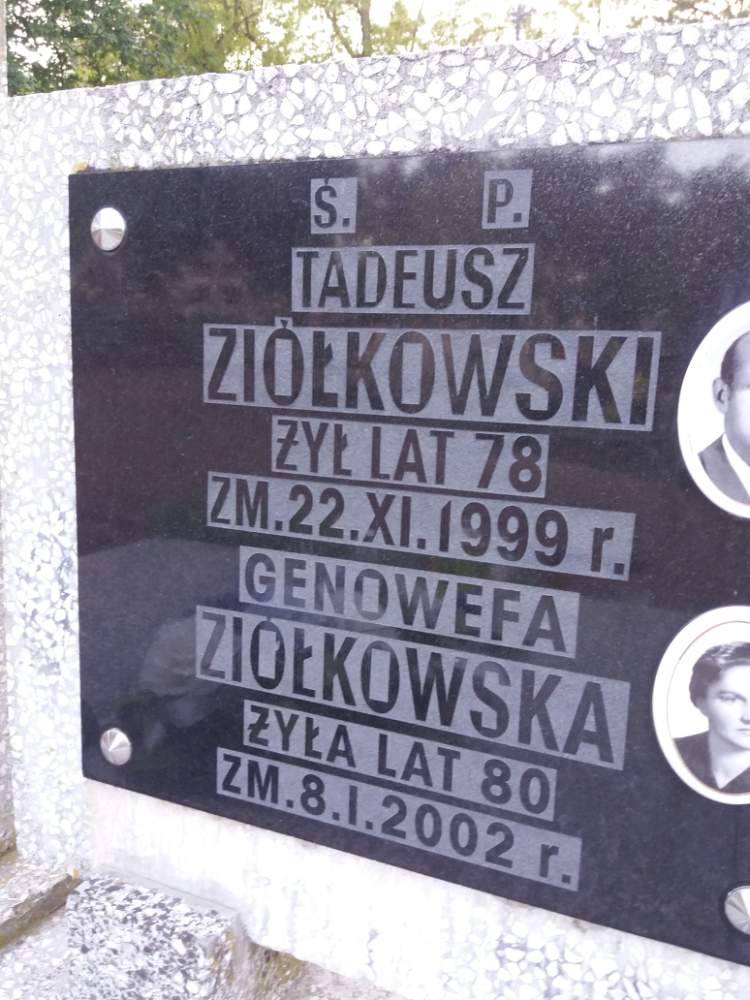 Ś. P.
TADEUSZ
ZIÓŁKOWSKI
ŻYŁ LAT 78
ZM.22.XI.1999 r.
GENOWEFA
ZIÓŁKOWSKA
ŻYŁA LAT 80
ZM.8.I.2002 r.